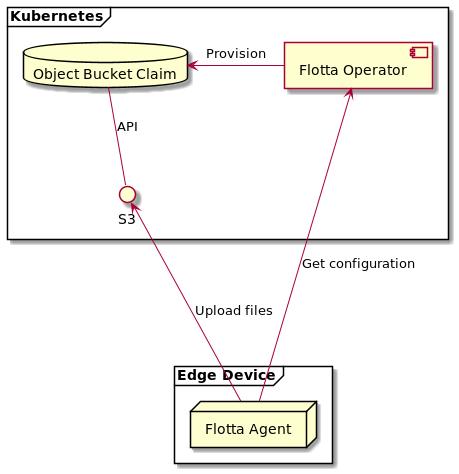 Kubernetes
Provision
Object Bucket Claim
Flotta Operator
API
S3
Get configuration
Upload files
Edge Device
Flotta Agent